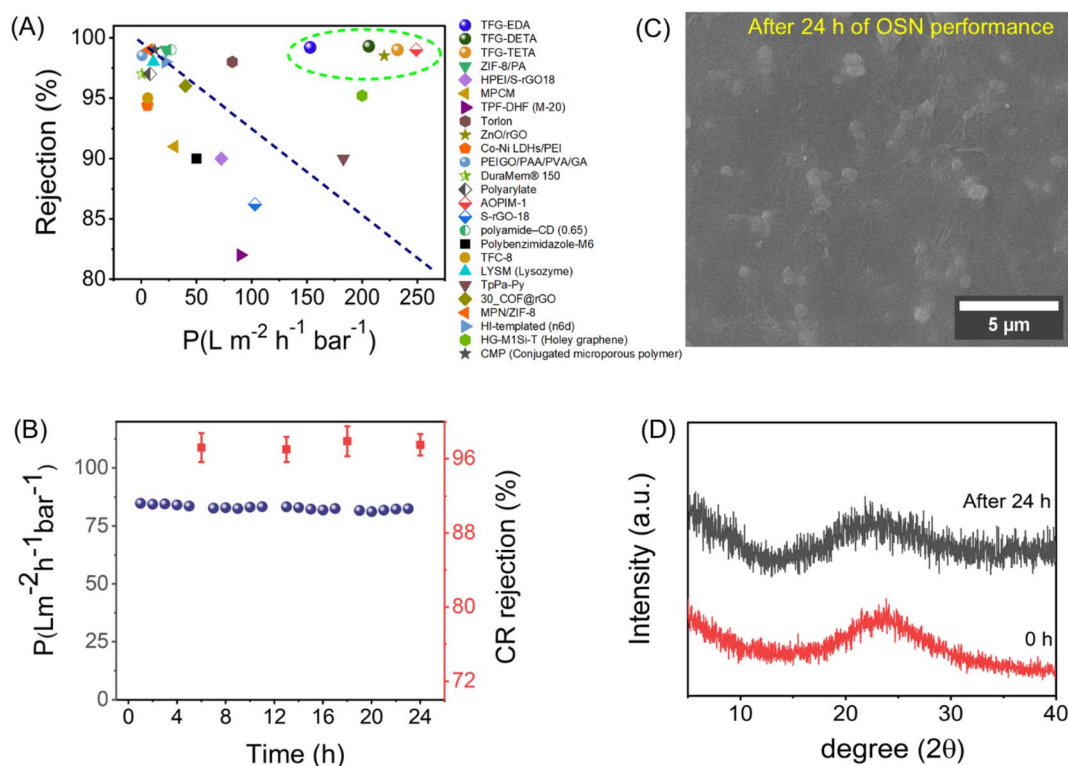 (A)
Rejection (%)
100
95
90
85
80
0 50 100 150 200 250
P(L m⁻² h⁻¹ bar⁻¹)
TFG-EDA
TFG-DETA
TFG-TETA
ZIF-8/PA
HPEI/S-rGO18
MPCM
TPF-DHF (M-20)
Torlon
ZnO/rGO
Co-Ni LDHs/PEI
PEIGO/PAA/PVA/GA
DuraMem® 150
Polyarylate
AOPIM-1
S-rGO-18
polyamide–CD (0.65)
Polybenzimidazole-M6
TFC-8
LYSM (Lysozyme)
TpPa-Py
30_COF@rGO
MPN/ZIF-8
HI-templated (n6d)
HG-M1Si-T (Holey graphene)
CMP (Conjugated microporous polymer)
(C)
After 24 h of OSN performance
5 µm
(B)
P(Lm⁻²h⁻¹bar⁻¹)
100
75
50
25
0
0 4 8 12 16 20 24
Time (h)
96
88
80
72
CR rejection (%)
(D)
Intensity (a.u.)
After 24 h
0 h
10 20 30 40
degree (2θ)